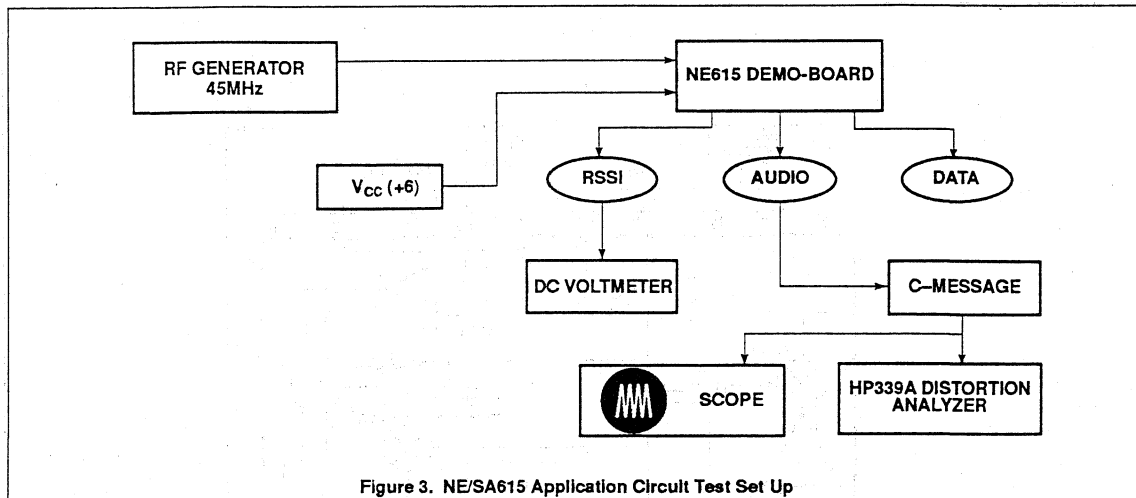 RF GENERATOR
45MHz
NE615 DEMO-BOARD
VCC (+6)
RSSI
AUDIO
DATA
DC VOLTMETER
C–MESSAGE
SCOPE
HP339A DISTORTION
ANALYZER
Figure 3. NE/SA615 Application Circuit Test Set Up